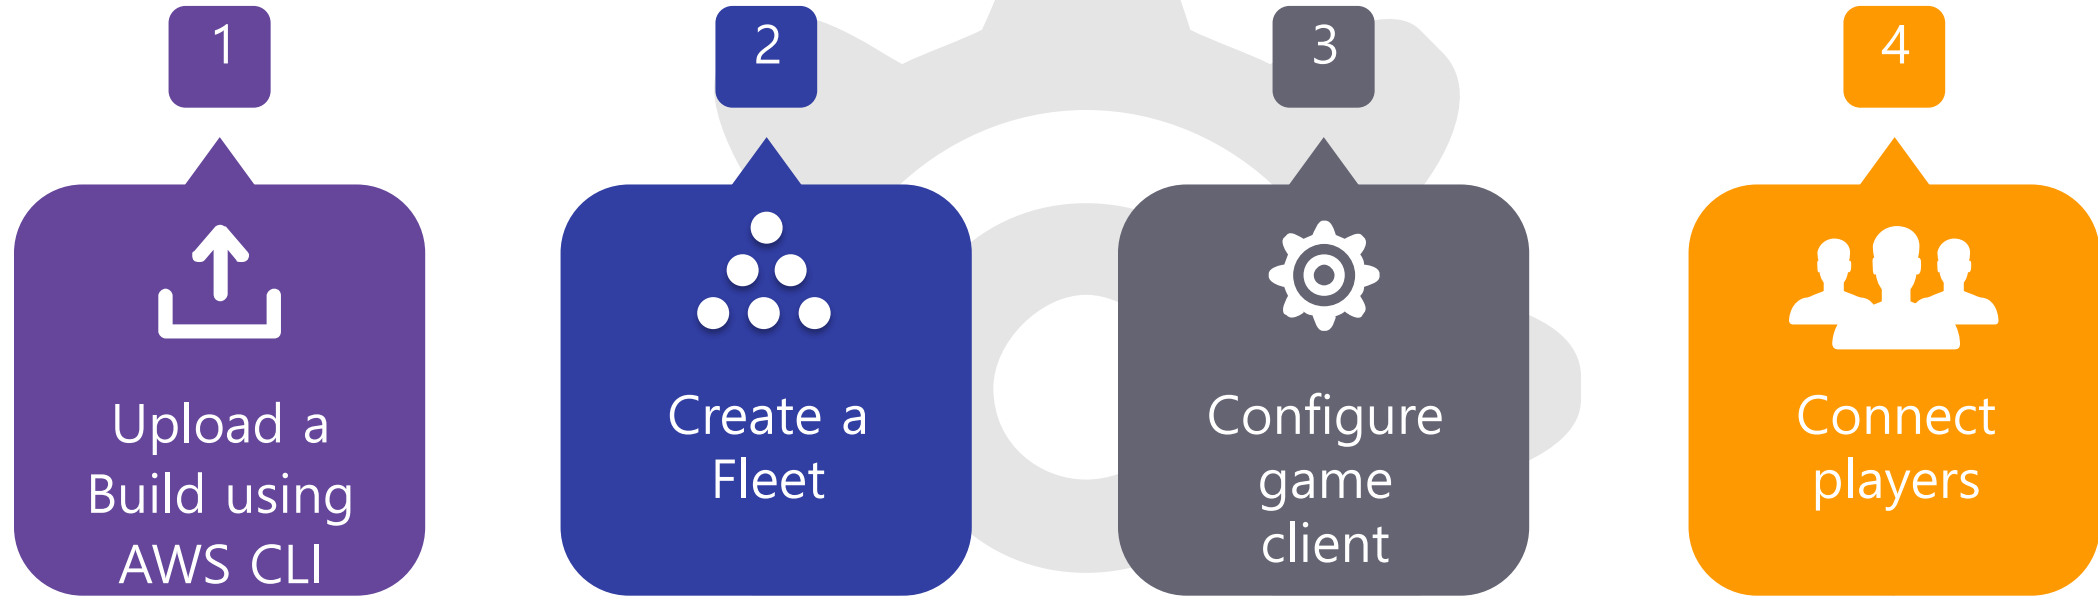 1
Upload a
Build using
AWS CLI
2
Create a
Fleet
3
Configure
game
client
4
Connect
players